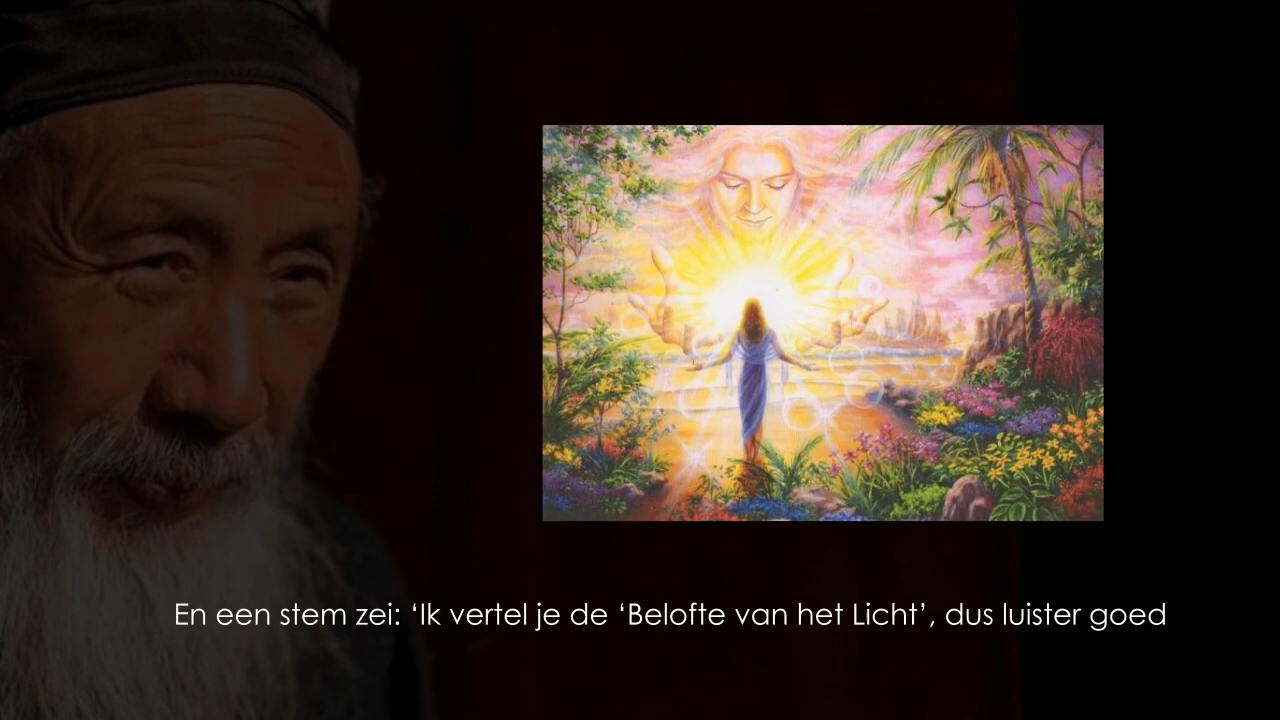 En een stem zei: ‘Ik vertel je de ‘Belofte van het Licht’, dus luister goed